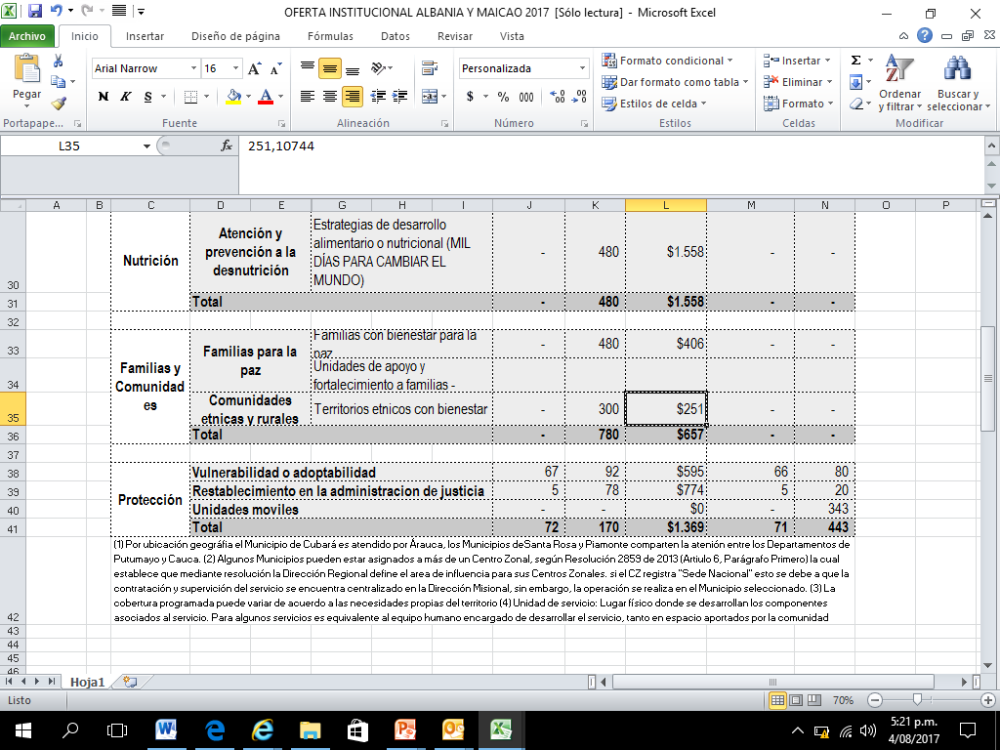 OFERTA INSTITUCIONAL ALBANIA Y MAICAO 2017 [Sólo lectura] - Microsoft Excel
Archivo Inicio Insertar Diseño de página Fórmulas Datos Revisar Vista
Pegar
Arial Narrow 16
N K S
Personalizada
$ % 000
Formato condicional
Dar formato como tabla
Estilos de celda
Insertar
Eliminar
Formato
Ordenar y filtrar
Buscar y seleccionar
Portapape... Fuente Alineación Número Estilos Celdas Modificar
L35 fx 251,10744
A B C D E G H I J K L M N O P
Nutrición
Atención y
prevención a la
desnutrición
Estrategias de desarrollo
alimentario o nutricional (MIL
DÍAS PARA CAMBIAR EL
MUNDO)
- 480 $1.558 - -
30
31 Total - 480 $1.558 - -
32
Familias y
Comunidad
es
Familias para la
paz
33 Familias con bienestar para la
paz - 480 $406 - -
34 Unidades de apoyo y
fortalecimiento a familias -
35 Comunidades
etnicas y rurales Territorios etnicos con bienestar - 300 $251 - -
36 Total - 780 $657 - -
37
Protección
38 Vulnerabilidad o adoptabilidad 67 92 $595 66 80
39 Restablecimiento en la administracion de justicia 5 78 $774 5 20
40 Unidades moviles - - $0 - 343
41 Total 72 170 $1.369 71 443
(1) Por ubicación geográfia el Municipio de Cubará es atendido por Árauca, los Municipios deSanta Rosa y Piamonte comparten la atenión entre los Departamentos de
Putumayo y Cauca. (2) Algunos Municipios pueden estar asignados a más de un Centro Zonal, según Resolución 2859 de 2013 (Artiulo 6, Parágrafo Primero) la cual
establece que mediante resolución la Dirección Regional define el area de influencia para sus Centros Zonales. si el CZ registra "Sede Nacional" esto se debe a que la
contratación y supervición del servicio se encuentra centralizado en la Dirección Misional, sin embargo, la operación se realiza en el Municipio seleccionado. (3) La
cobertura programada puede variar de acuerdo a las necesidades propias del territorio (4) Unidad de servicio: Lugar físico donde se desarrollan los componentes
asociados al servicio. Para algunos servicios es equivalente al equipo humano encargado de desarrollar el servicio, tanto en espacio aportados por la comunidad
42
43
44
45
46
Hoja1
Listo 70%
5:21 p.m.
4/08/2017